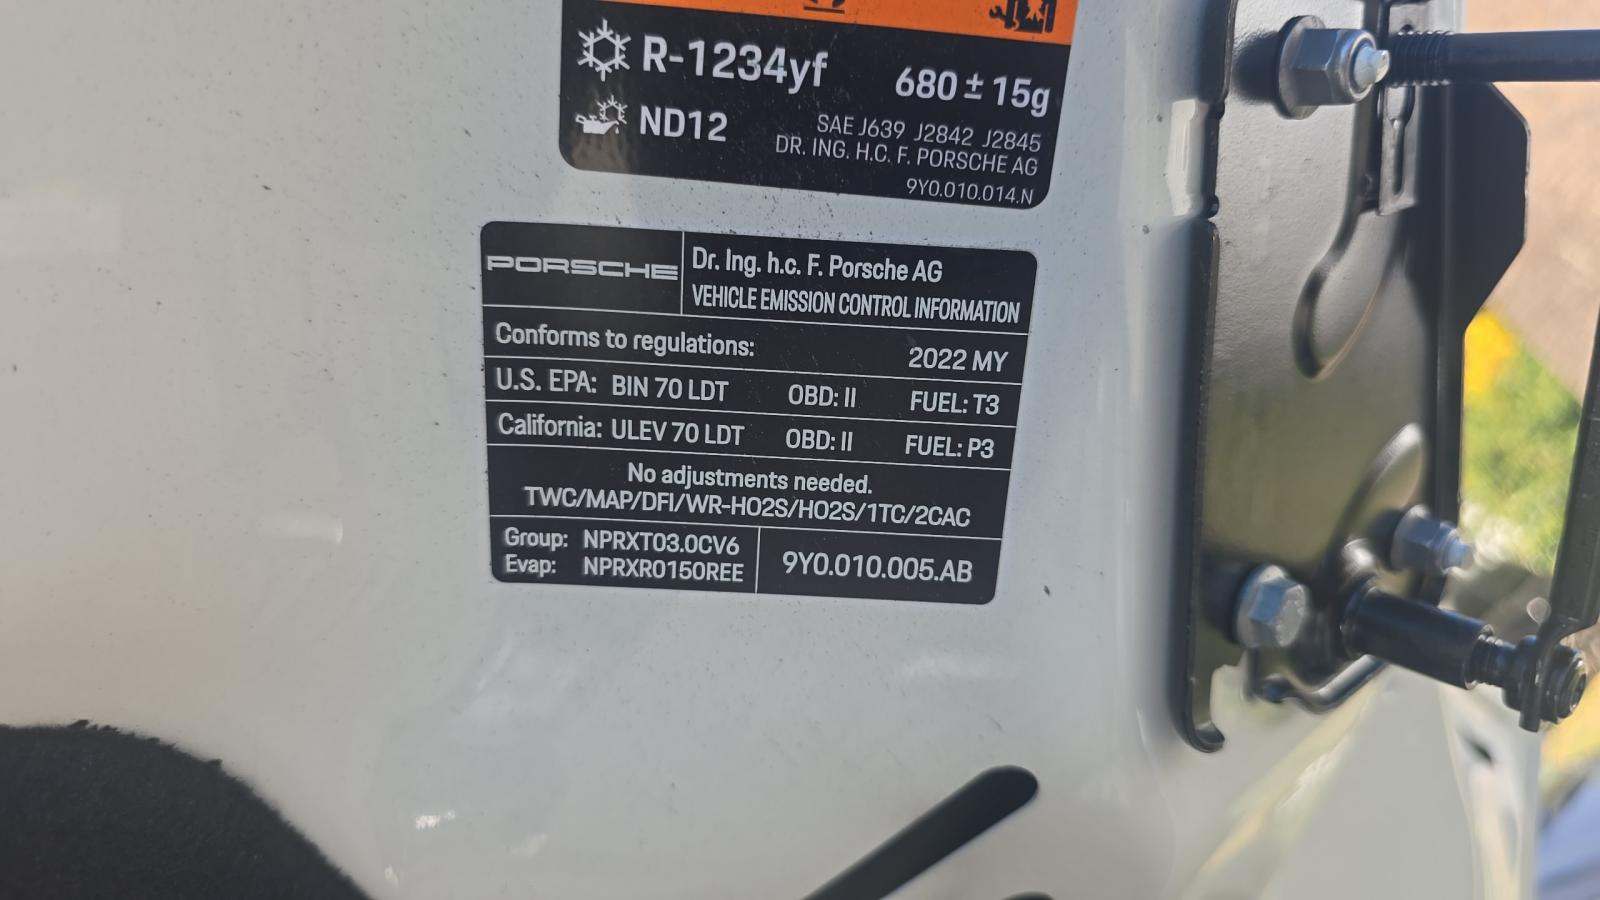 R-1234yf 680 ± 15g
ND12
SAE J639 J2842 J2845
DR. ING. H.C. F. PORSCHE AG
9Y0.010.014.N
PORSCHE
Dr. Ing. h.c. F. Porsche AG
VEHICLE EMISSION CONTROL INFORMATION
Conforms to regulations: 2022 MY
U.S. EPA: BIN 70 LDT OBD: II FUEL: T3
California: ULEV 70 LDT OBD: II FUEL: P3
No adjustments needed.
TWC/MAP/DFI/WR-HO2S/HO2S/1TC/2CAC
Group: NPRXT03.0CV6
Evap: NPRXR0150REE
9Y0.010.005.AB